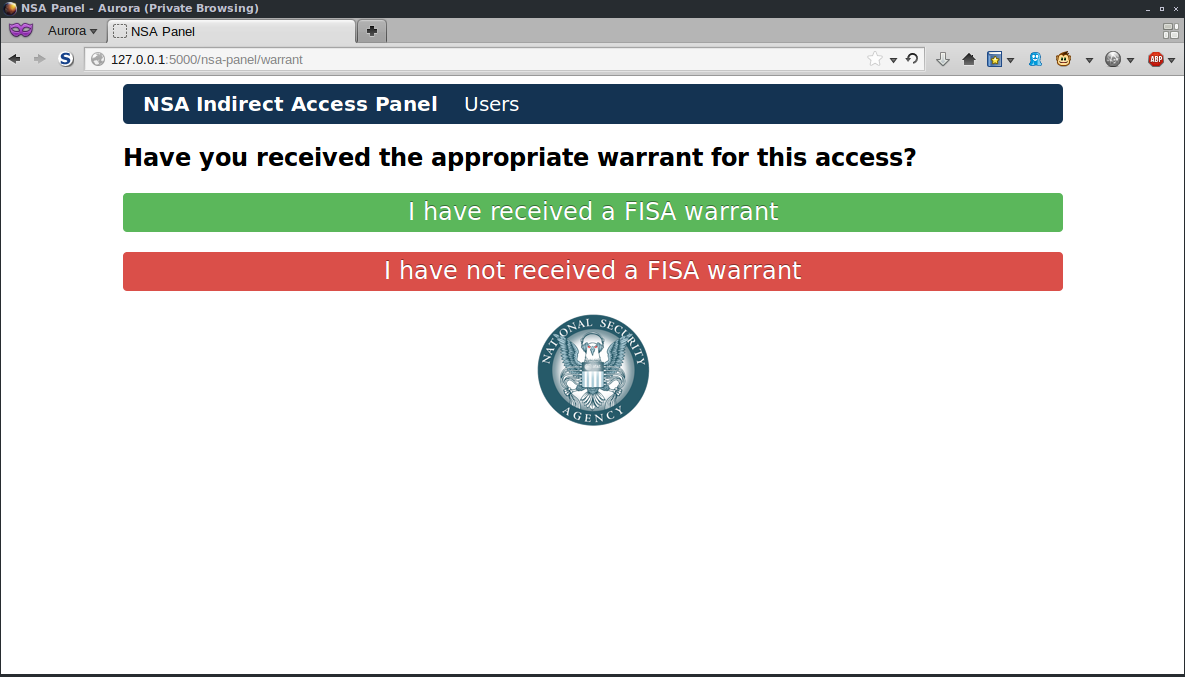 NSA Panel - Aurora (Private Browsing)
Aurora
NSA Panel
S
127.0.0.1:5000/nsa-panel/warrant
ABP
NSA Indirect Access Panel Users
Have you received the appropriate warrant for this access?
I have received a FISA warrant
I have not received a FISA warrant
NATIONAL SECURITY
AGENCY